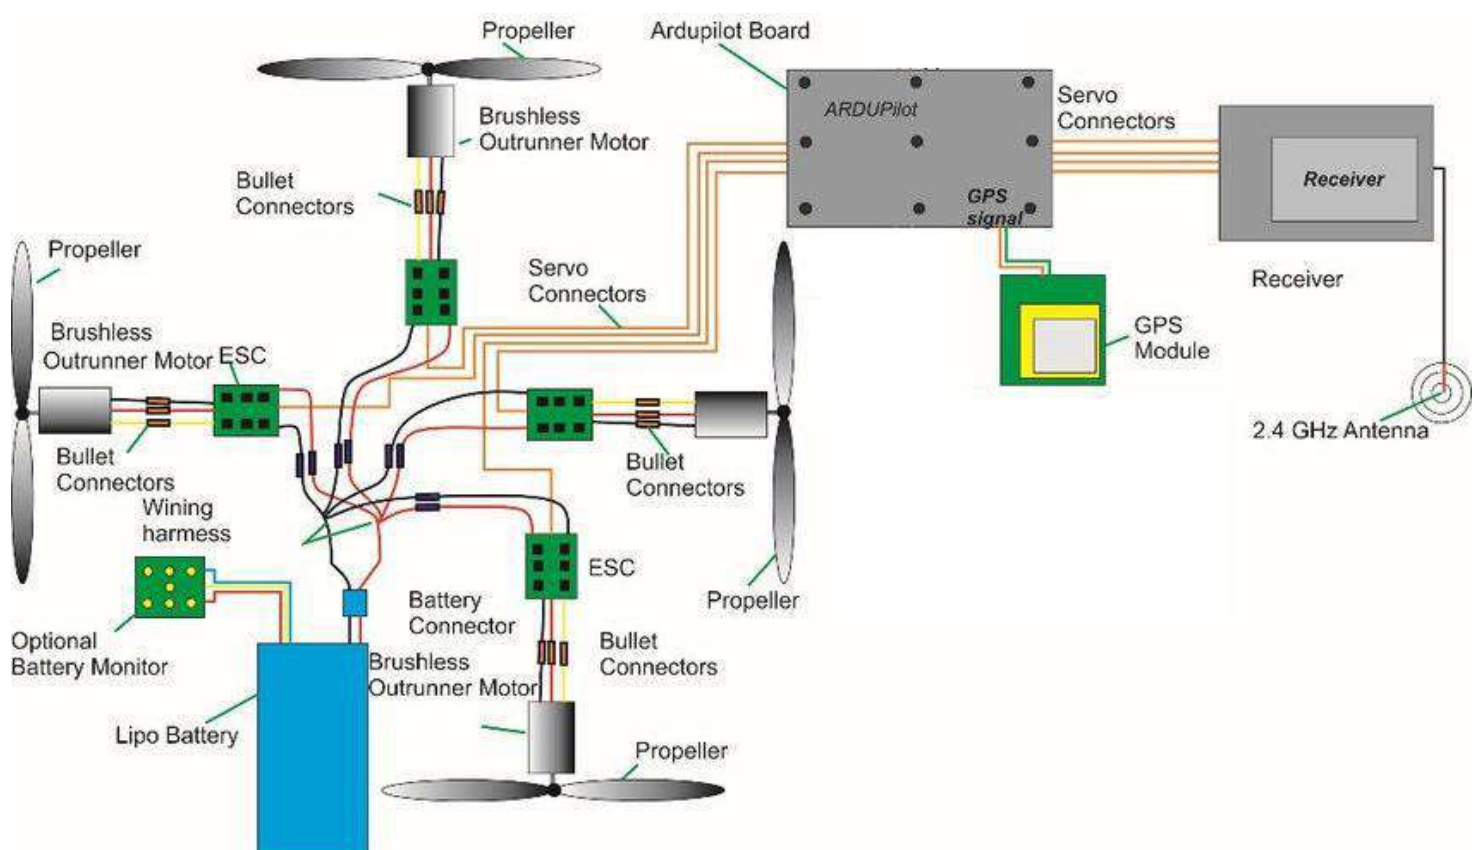 Propeller
Ardupilot Board
Brushless
Outrunner Motor
ARDUPilot
Servo
Connectors
Bullet
Connectors
Receiver
GPS
signal
Propeller
Servo
Connectors
Receiver
GPS
Module
Brushless
Outrunner Motor
ESC
2.4 GHz Antenna
Bullet
Connectors
Bullet
Connectors
Wining
harness
ESC
Propeller
Battery
Connector
Optional
Battery Monitor
Bullet
Connectors
Brushless
Outrunner Motor
Lipo Battery
Propeller